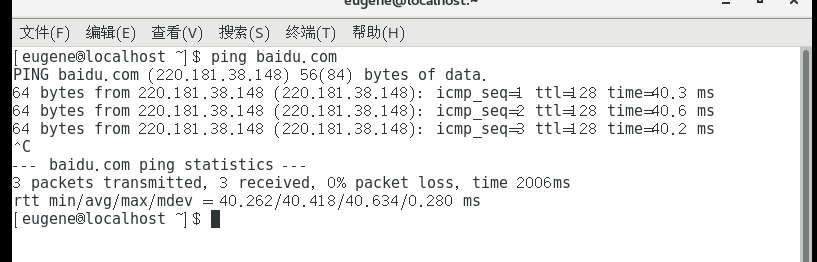 eugene@localhost:~
文件(F) 编辑(E) 查看(V) 搜索(S) 终端(T) 帮助(H)
[eugene@localhost ~]$ ping baidu.com
PING baidu.com (220.181.38.148) 56(84) bytes of data.
64 bytes from 220.181.38.148 (220.181.38.148): icmp_seq=1 ttl=128 time=40.3 ms
64 bytes from 220.181.38.148 (220.181.38.148): icmp_seq=2 ttl=128 time=40.6 ms
64 bytes from 220.181.38.148 (220.181.38.148): icmp_seq=3 ttl=128 time=40.2 ms
^C
--- baidu.com ping statistics ---
3 packets transmitted, 3 received, 0% packet loss, time 2006ms
rtt min/avg/max/mdev = 40.262/40.418/40.634/0.280 ms
[eugene@localhost ~]$